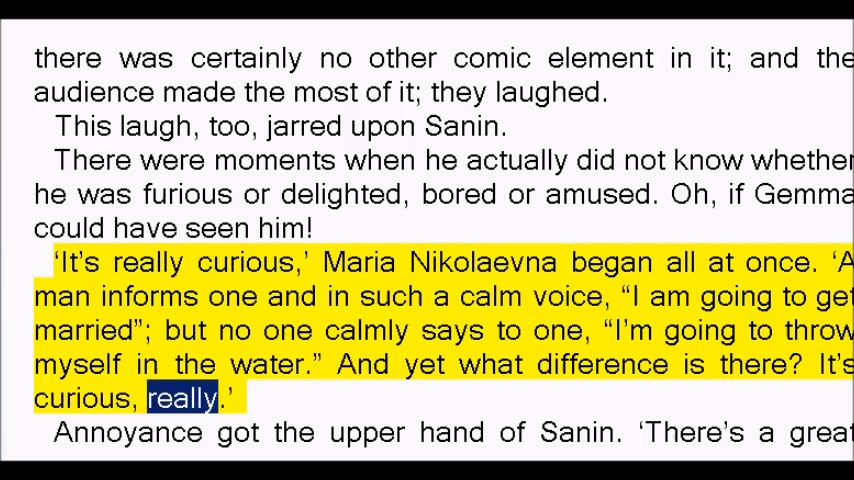 there was certainly no other comic element in it; and the
audience made the most of it; they laughed.
This laugh, too, jarred upon Sanin.
There were moments when he actually did not know whether
he was furious or delighted, bored or amused. Oh, if Gemma
could have seen him!
‘It’s really curious,’ Maria Nikolaevna began all at once. ‘A
man informs one and in such a calm voice, “I am going to get
married”; but no one calmly says to one, “I’m going to throw
myself in the water.” And yet what difference is there? It’s
curious, really.’
Annoyance got the upper hand of Sanin. ‘There’s a great